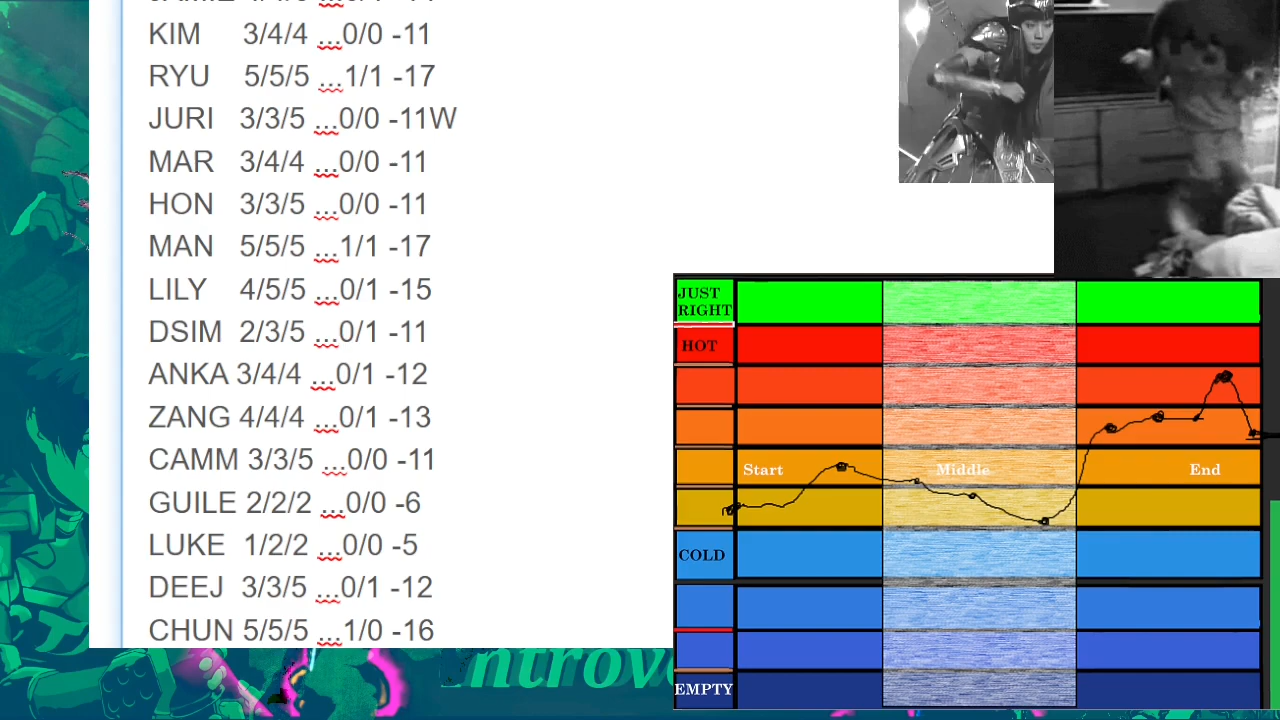 KIM 3/4/4 ...0/0 -11
RYU 5/5/5 ...1/1 -17
JURI 3/3/5 ...0/0 -11W
MAR 3/4/4 ...0/0 -11
HON 3/3/5 ...0/0 -11
MAN 5/5/5 ...1/1 -17
LILY 4/5/5 ...0/1 -15
DSIM 2/3/5 ...0/1 -11
ANKA 3/4/4 ...0/1 -12
ZANG 4/4/4 ...0/1 -13
CAMM 3/3/5 ...0/0 -11
GUILE 2/2/2 ...0/0 -6
LUKE 1/2/2 ...0/0 -5
DEEJ 3/3/5 ...0/1 -12
CHUN 5/5/5 ...1/0 -16
JUST
RIGHT
HOT
Start Middle End
COLD
EMPTY